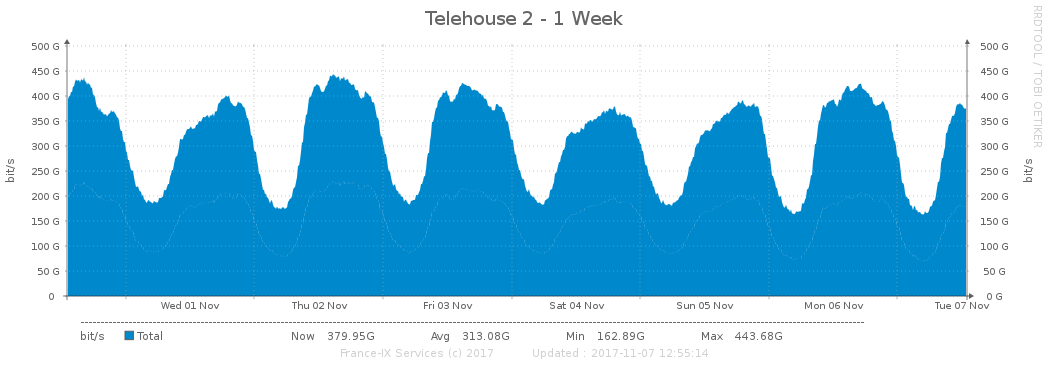 Telehouse 2 - 1 Week
RRDTOOL / TOBI OETIKER
500 G 500 G
450 G 450 G
400 G 400 G
350 G 350 G
300 G 300 G
250 G 250 G
200 G 200 G
150 G 150 G
100 G 100 G
50 G 50 G
0 0 G
bit/s bit/s
Wed 01 Nov Thu 02 Nov Fri 03 Nov Sat 04 Nov Sun 05 Nov Mon 06 Nov Tue 07 Nov
bit/s Total Now 379.95G Avg 313.08G Min 162.89G Max 443.68G
France-IX Services (c) 2017 Updated : 2017-11-07 12:55:14